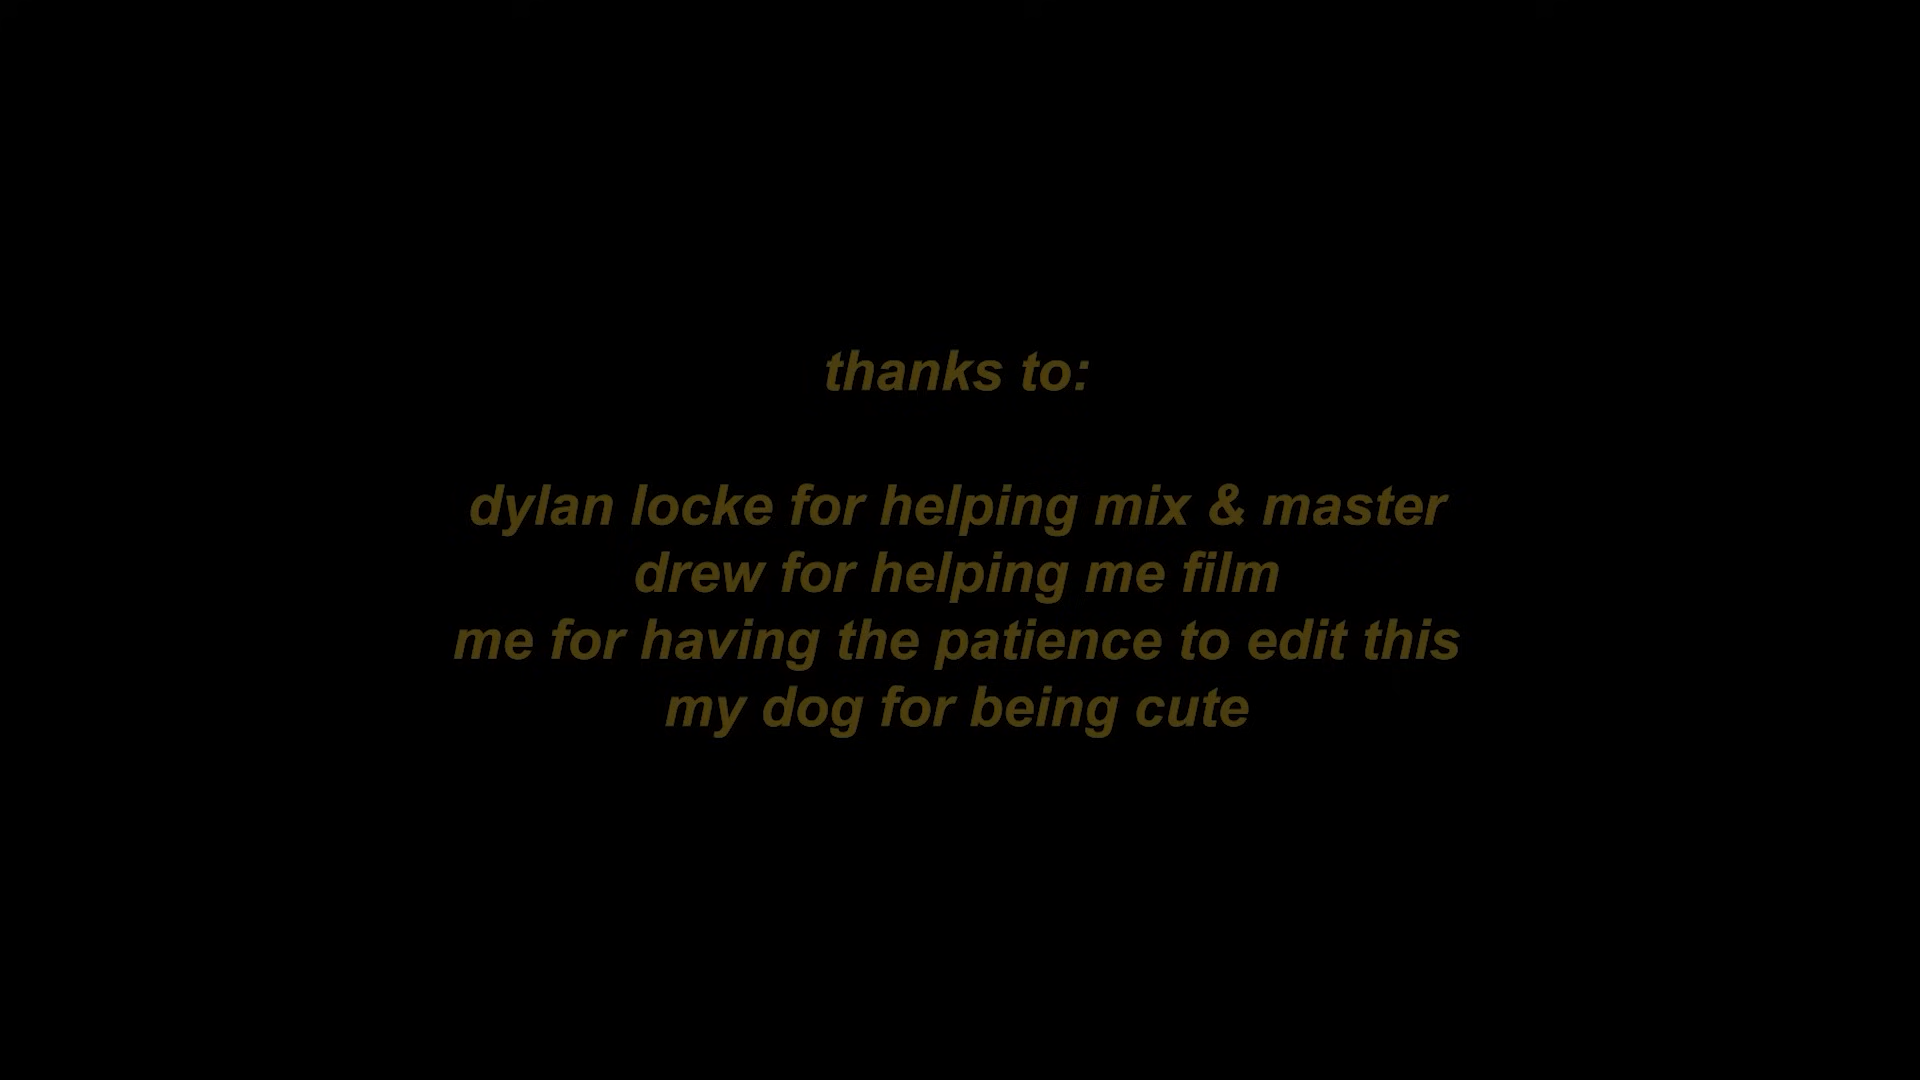 thanks to:
dylan locke for helping mix & master
drew for helping me film
me for having the patience to edit this
my dog for being cute